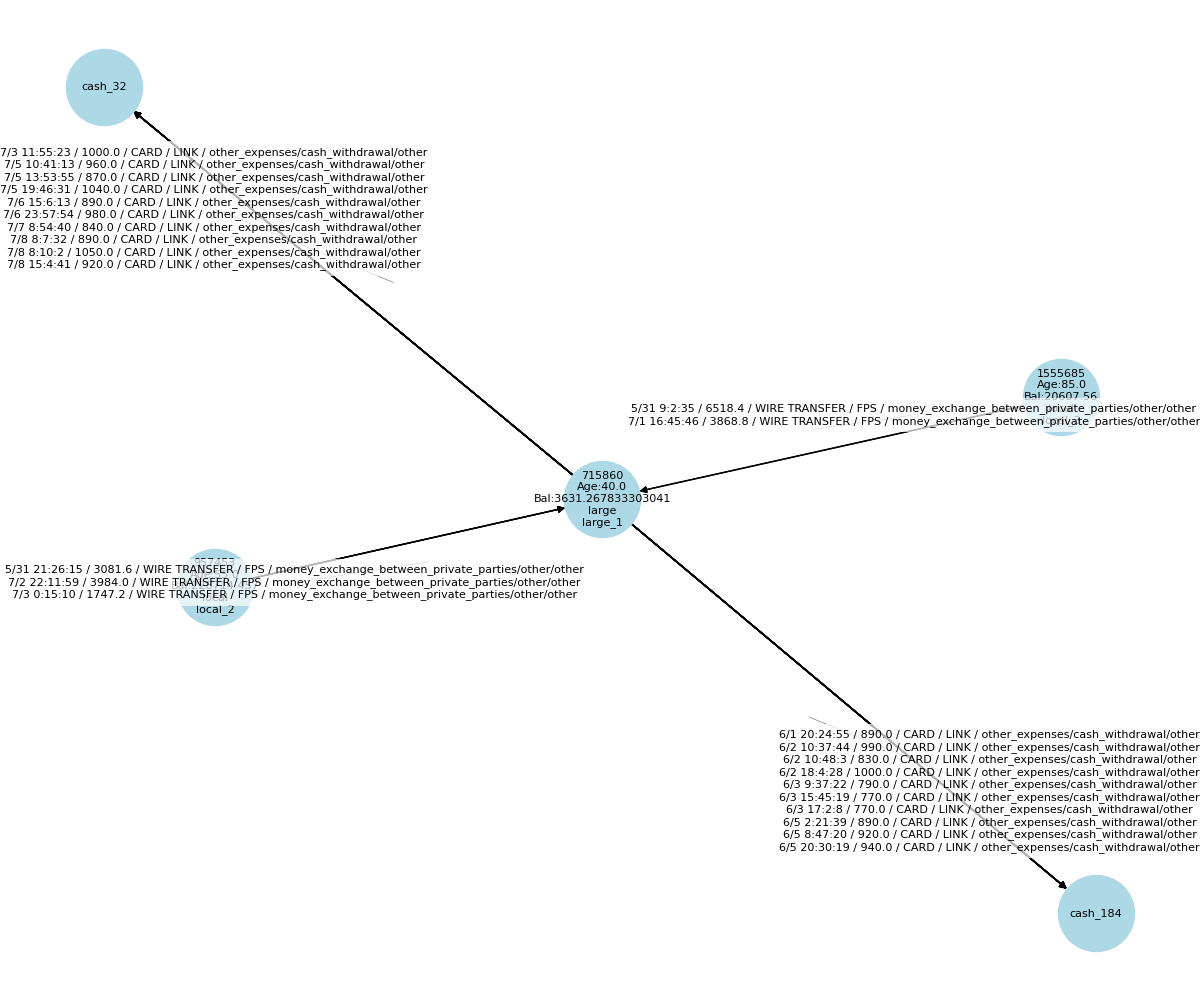 cash_32
7/3 11:55:23 / 1000.0 / CARD / LINK / other_expenses/cash_withdrawal/other
7/5 10:41:13 / 960.0 / CARD / LINK / other_expenses/cash_withdrawal/other
7/5 13:53:55 / 870.0 / CARD / LINK / other_expenses/cash_withdrawal/other
7/5 19:46:31 / 1040.0 / CARD / LINK / other_expenses/cash_withdrawal/other
7/6 15:6:13 / 890.0 / CARD / LINK / other_expenses/cash_withdrawal/other
7/6 23:57:54 / 980.0 / CARD / LINK / other_expenses/cash_withdrawal/other
7/7 8:54:40 / 840.0 / CARD / LINK / other_expenses/cash_withdrawal/other
7/8 8:7:32 / 890.0 / CARD / LINK / other_expenses/cash_withdrawal/other
7/8 8:10:2 / 1050.0 / CARD / LINK / other_expenses/cash_withdrawal/other
7/8 15:4:41 / 920.0 / CARD / LINK / other_expenses/cash_withdrawal/other
1555685
Age:85.0
Bal:20607.56
5/31 9:2:35 / 6518.4 / WIRE TRANSFER / FPS / money_exchange_between_private_parties/other/other
7/1 16:45:46 / 3868.8 / WIRE TRANSFER / FPS / money_exchange_between_private_parties/other/other
715860
Age:40.0
Bal:3631.267833303041
large
large_1
5/31 21:26:15 / 3081.6 / WIRE TRANSFER / FPS / money_exchange_between_private_parties/other/other
7/2 22:11:59 / 3984.0 / WIRE TRANSFER / FPS / money_exchange_between_private_parties/other/other
7/3 0:15:10 / 1747.2 / WIRE TRANSFER / FPS / money_exchange_between_private_parties/other/other
local_2
6/1 20:24:55 / 890.0 / CARD / LINK / other_expenses/cash_withdrawal/other
6/2 10:37:44 / 990.0 / CARD / LINK / other_expenses/cash_withdrawal/other
6/2 10:48:3 / 830.0 / CARD / LINK / other_expenses/cash_withdrawal/other
6/2 18:4:28 / 1000.0 / CARD / LINK / other_expenses/cash_withdrawal/other
6/3 9:37:22 / 790.0 / CARD / LINK / other_expenses/cash_withdrawal/other
6/3 15:45:19 / 770.0 / CARD / LINK / other_expenses/cash_withdrawal/other
6/3 17:2:8 / 770.0 / CARD / LINK / other_expenses/cash_withdrawal/other
6/5 2:21:39 / 890.0 / CARD / LINK / other_expenses/cash_withdrawal/other
6/5 8:47:20 / 920.0 / CARD / LINK / other_expenses/cash_withdrawal/other
6/5 20:30:19 / 940.0 / CARD / LINK / other_expenses/cash_withdrawal/other
cash_184